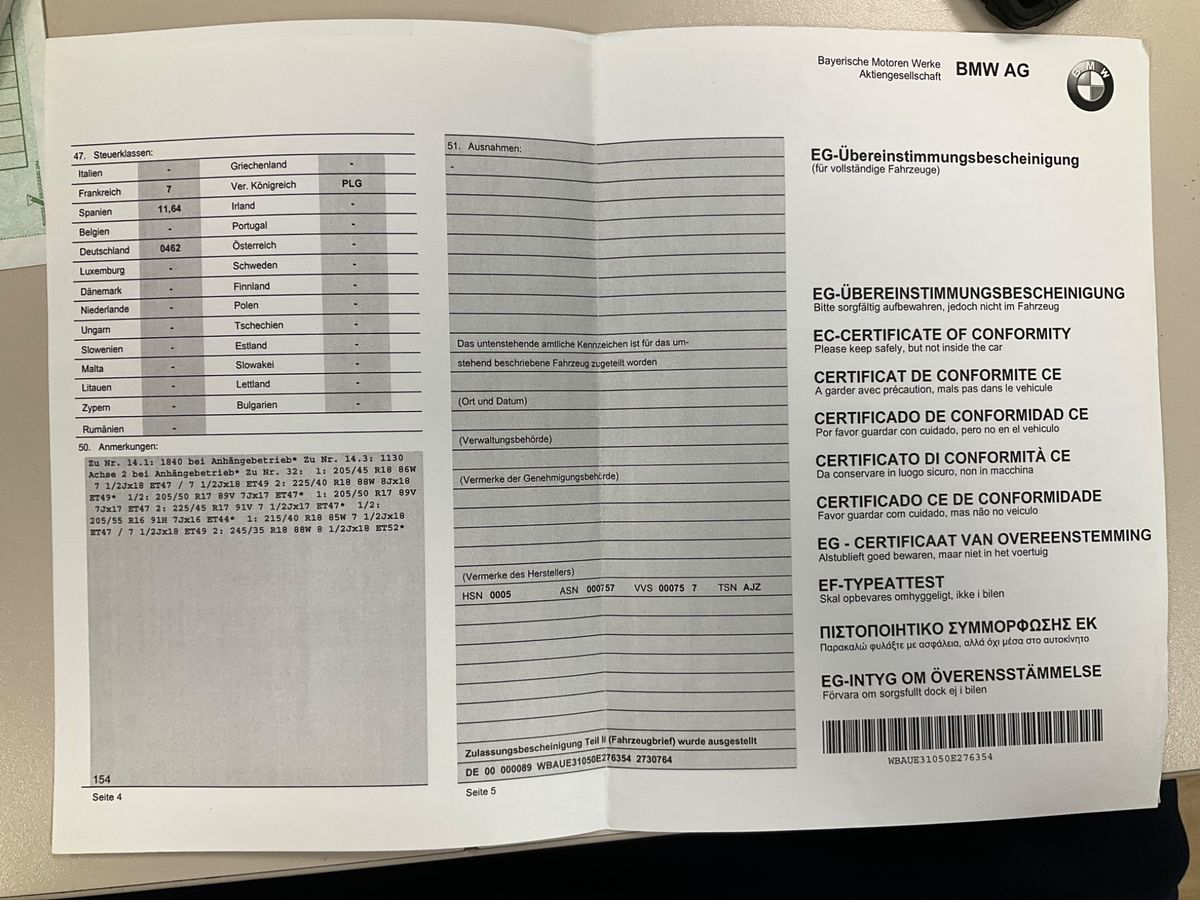 47. Steuerklassen:
Italien - Griechenland -
Frankreich 7 Ver. Königreich PLG
Spanien 11,64 Irland -
Belgien - Portugal -
Deutschland 0462 Österreich -
Luxemburg - Schweden -
Dänemark - Finnland -
Niederlande - Polen -
Ungarn - Tschechien -
Slowenien - Estland -
Malta - Slowakei -
Litauen - Lettland -
Zypern - Bulgarien -
Rumänien -
50. Anmerkungen:
Zu Nr. 14.1: 1840 bei Anhängebetrieb* Zu Nr. 14.3: 1130
Achse 2 bei Anhängebetrieb* Zu Nr. 32: 1: 205/45 R18 86W
7 1/2Jx18 ET47 / 7 1/2Jx18 ET49 2: 225/40 R18 88W 8Jx18
ET49* 1/2: 205/50 R17 89V 7Jx17 ET47* 1: 205/50 R17 89V
7Jx17 ET47 2: 225/45 R17 91V 7 1/2Jx17 ET47* 1/2:
205/55 R16 91H 7Jx16 ET44* 1: 215/40 R18 85W 7 1/2Jx18
ET47 / 7 1/2Jx18 ET49 2: 245/35 R18 88W 8 1/2Jx18 ET52*
154
Seite 4
51. Ausnahmen:
-
Das untenstehende amtliche Kennzeichen ist für das um-
stehend beschriebene Fahrzeug zugeteilt worden
(Ort und Datum)
(Verwaltungsbehörde)
(Vermerke der Genehmigungsbehörde)
(Vermerke des Herstellers)
HSN 0005 ASN 000757 VVS 00075 7 TSN AJZ
Zulassungsbescheinigung Teil II (Fahrzeugbrief) wurde ausgestellt
DE 00 000089 WBAUE31050E276354 2730764
Seite 5
Bayerische Motoren Werke
Aktiengesellschaft
BMW AG
BMW
EG-Übereinstimmungsbescheinigung
(für vollständige Fahrzeuge)
EG-ÜBEREINSTIMMUNGSBESCHEINIGUNG
Bitte sorgfältig aufbewahren, jedoch nicht im Fahrzeug
EC-CERTIFICATE OF CONFORMITY
Please keep safely, but not inside the car
CERTIFICAT DE CONFORMITE CE
A garder avec précaution, mals pas dans le vehicule
CERTIFICADO DE CONFORMIDAD CE
Por favor guardar con cuidado, pero no en el vehiculo
CERTIFICATO DI CONFORMITÀ CE
Da conservare in luogo sicuro, non in macchina
CERTIFICADO CE DE CONFORMIDADE
Favor guardar com cuidado, mas não no veiculo
EG - CERTIFICAAT VAN OVEREENSTEMMING
Alstublieft goed bewaren, maar niet in het voertuig
EF-TYPEATTEST
Skal opbevares omhyggeligt, ikke i bilen
ΠΙΣΤΟΠΟΙΗΤΙΚΟ ΣΥΜΜΟΡΦΩΣΗΣ ΕΚ
Παρακαλώ φυλάξτε με ασφάλεια, αλλά όχι μέσα στο αυτοκίνητο
EG-INTYG OM ÖVERENSSTÄMMELSE
Förvara om sorgsfullt dock ej i bilen
WBAUE31050E276354